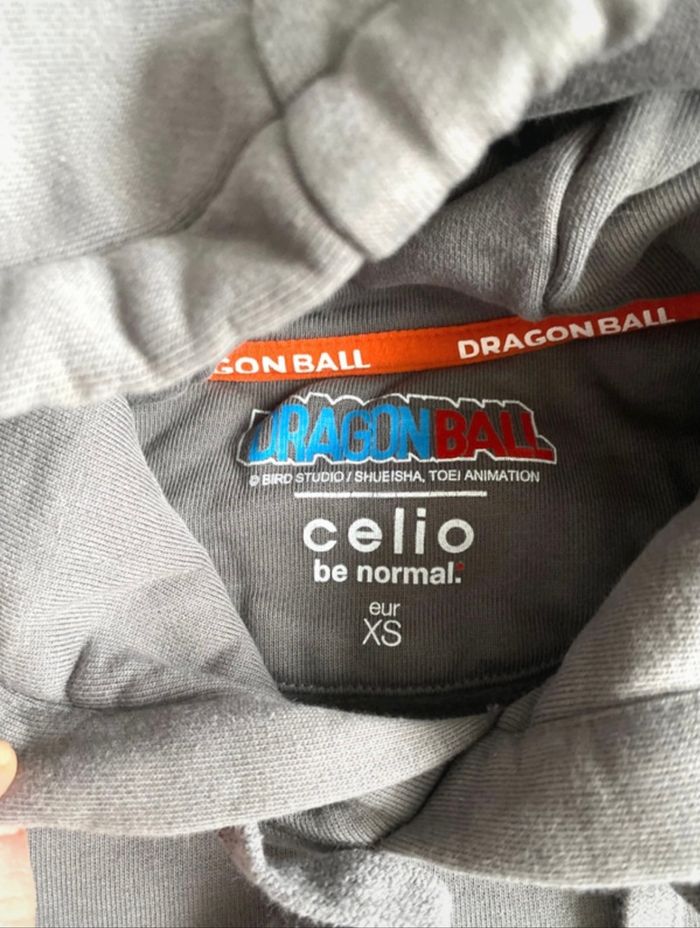 GON BALL DRAGON BALL
DRAGON BALL
© BIRD STUDIO / SHUEISHA, TOEI ANIMATION
celio
be normal.
eur
XS